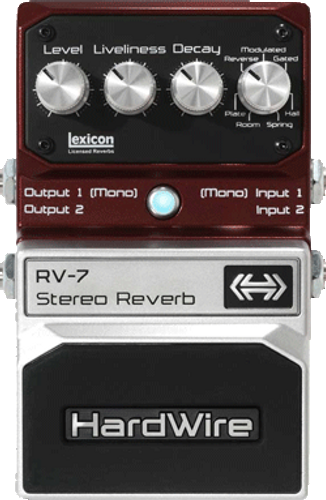 Level Liveliness Decay
Modulated
Reverse Gated
Plate Hall
Room Spring
lexicon
Licensed Reverbs
Output 1 (Mono) (Mono) Input 1
Output 2 Input 2
RV-7
Stereo Reverb
HardWire